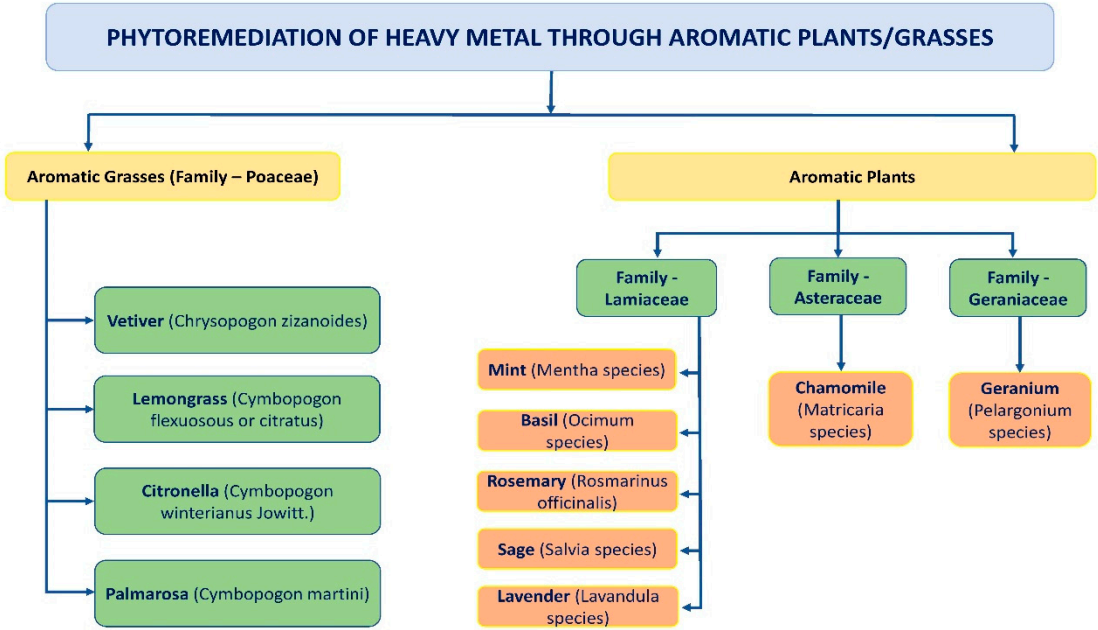 PHYTOREMEDIATION OF HEAVY METAL THROUGH AROMATIC PLANTS/GRASSES
Aromatic Grasses (Family – Poaceae)
Vetiver (Chrysopogon zizanoides)
Lemongrass (Cymbopogon
flexuosous or citratus)
Citronella (Cymbopogon
winterianus Jowitt.)
Palmarosa (Cymbopogon martini)
Aromatic Plants
Family -
Lamiaceae
Mint (Mentha species)
Basil (Ocimum
species)
Rosemary (Rosmarinus
officinalis)
Sage (Salvia species)
Lavender (Lavandula
species)
Family -
Asteraceae
Chamomile
(Matricaria
species)
Family -
Geraniaceae
Geranium
(Pelargonium
species)